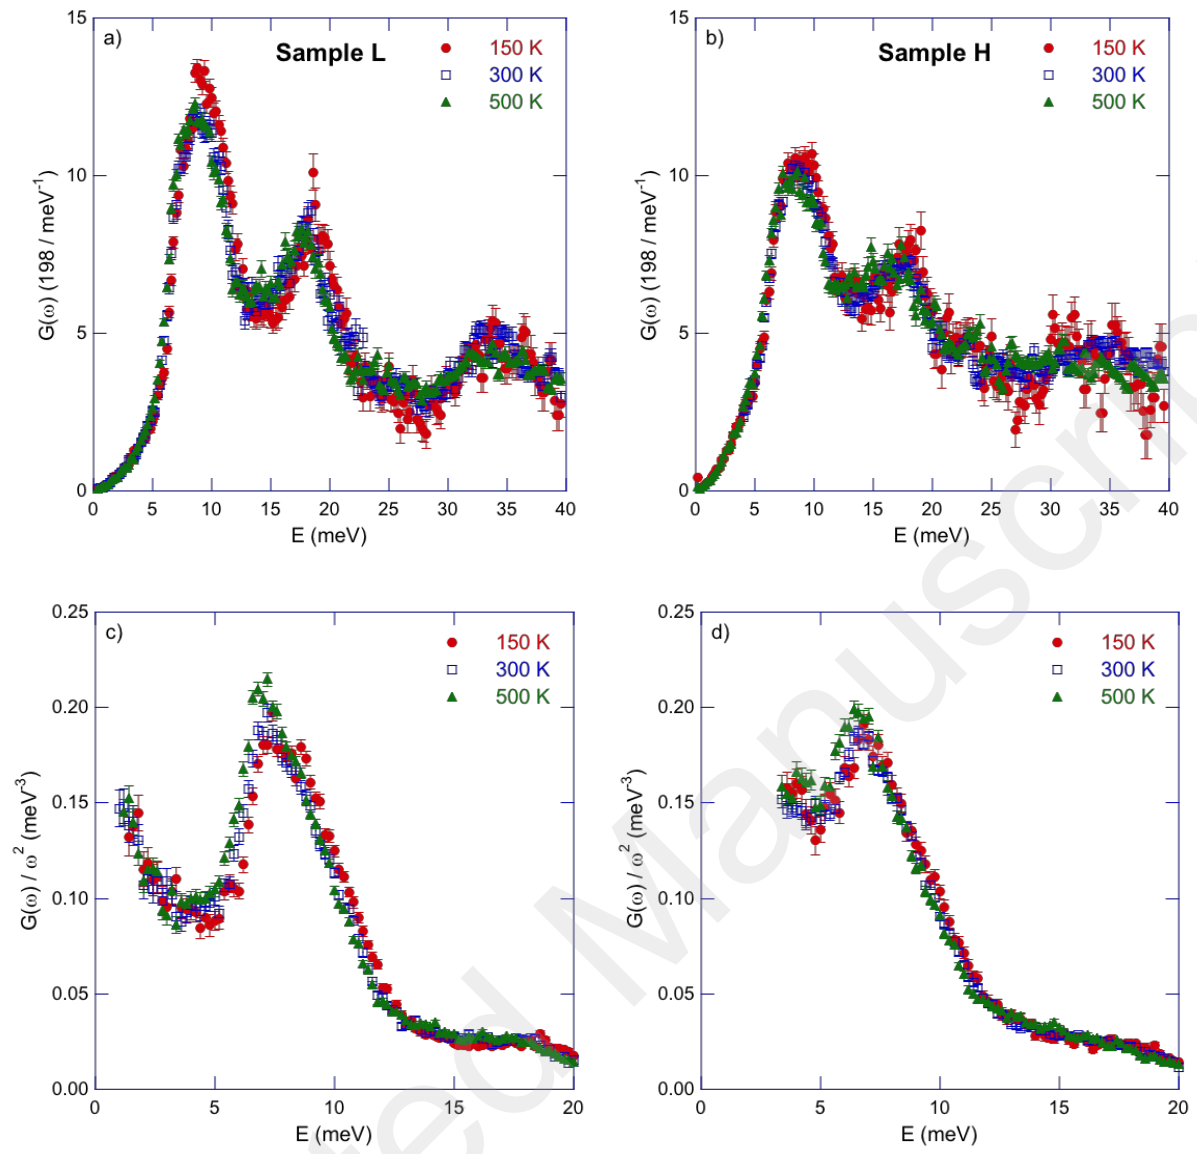 a)
Sample L
150 K
300 K
500 K
15
10
5
0
G(ω) (198 / meV⁻¹)
0 5 10 15 20 25 30 35 40
E (meV)
b)
Sample H
150 K
300 K
500 K
15
10
5
0
G(ω) (198 / meV⁻¹)
0 5 10 15 20 25 30 35 40
E (meV)
c)
150 K
300 K
500 K
0.25
0.20
0.15
0.10
0.05
0.00
G(ω) / ω² (meV⁻³)
0 5 10 15 20
E (meV)
d)
150 K
300 K
500 K
0.25
0.20
0.15
0.10
0.05
0.00
G(ω) / ω² (meV⁻³)
0 5 10 15 20
E (meV)
ted Manuscri